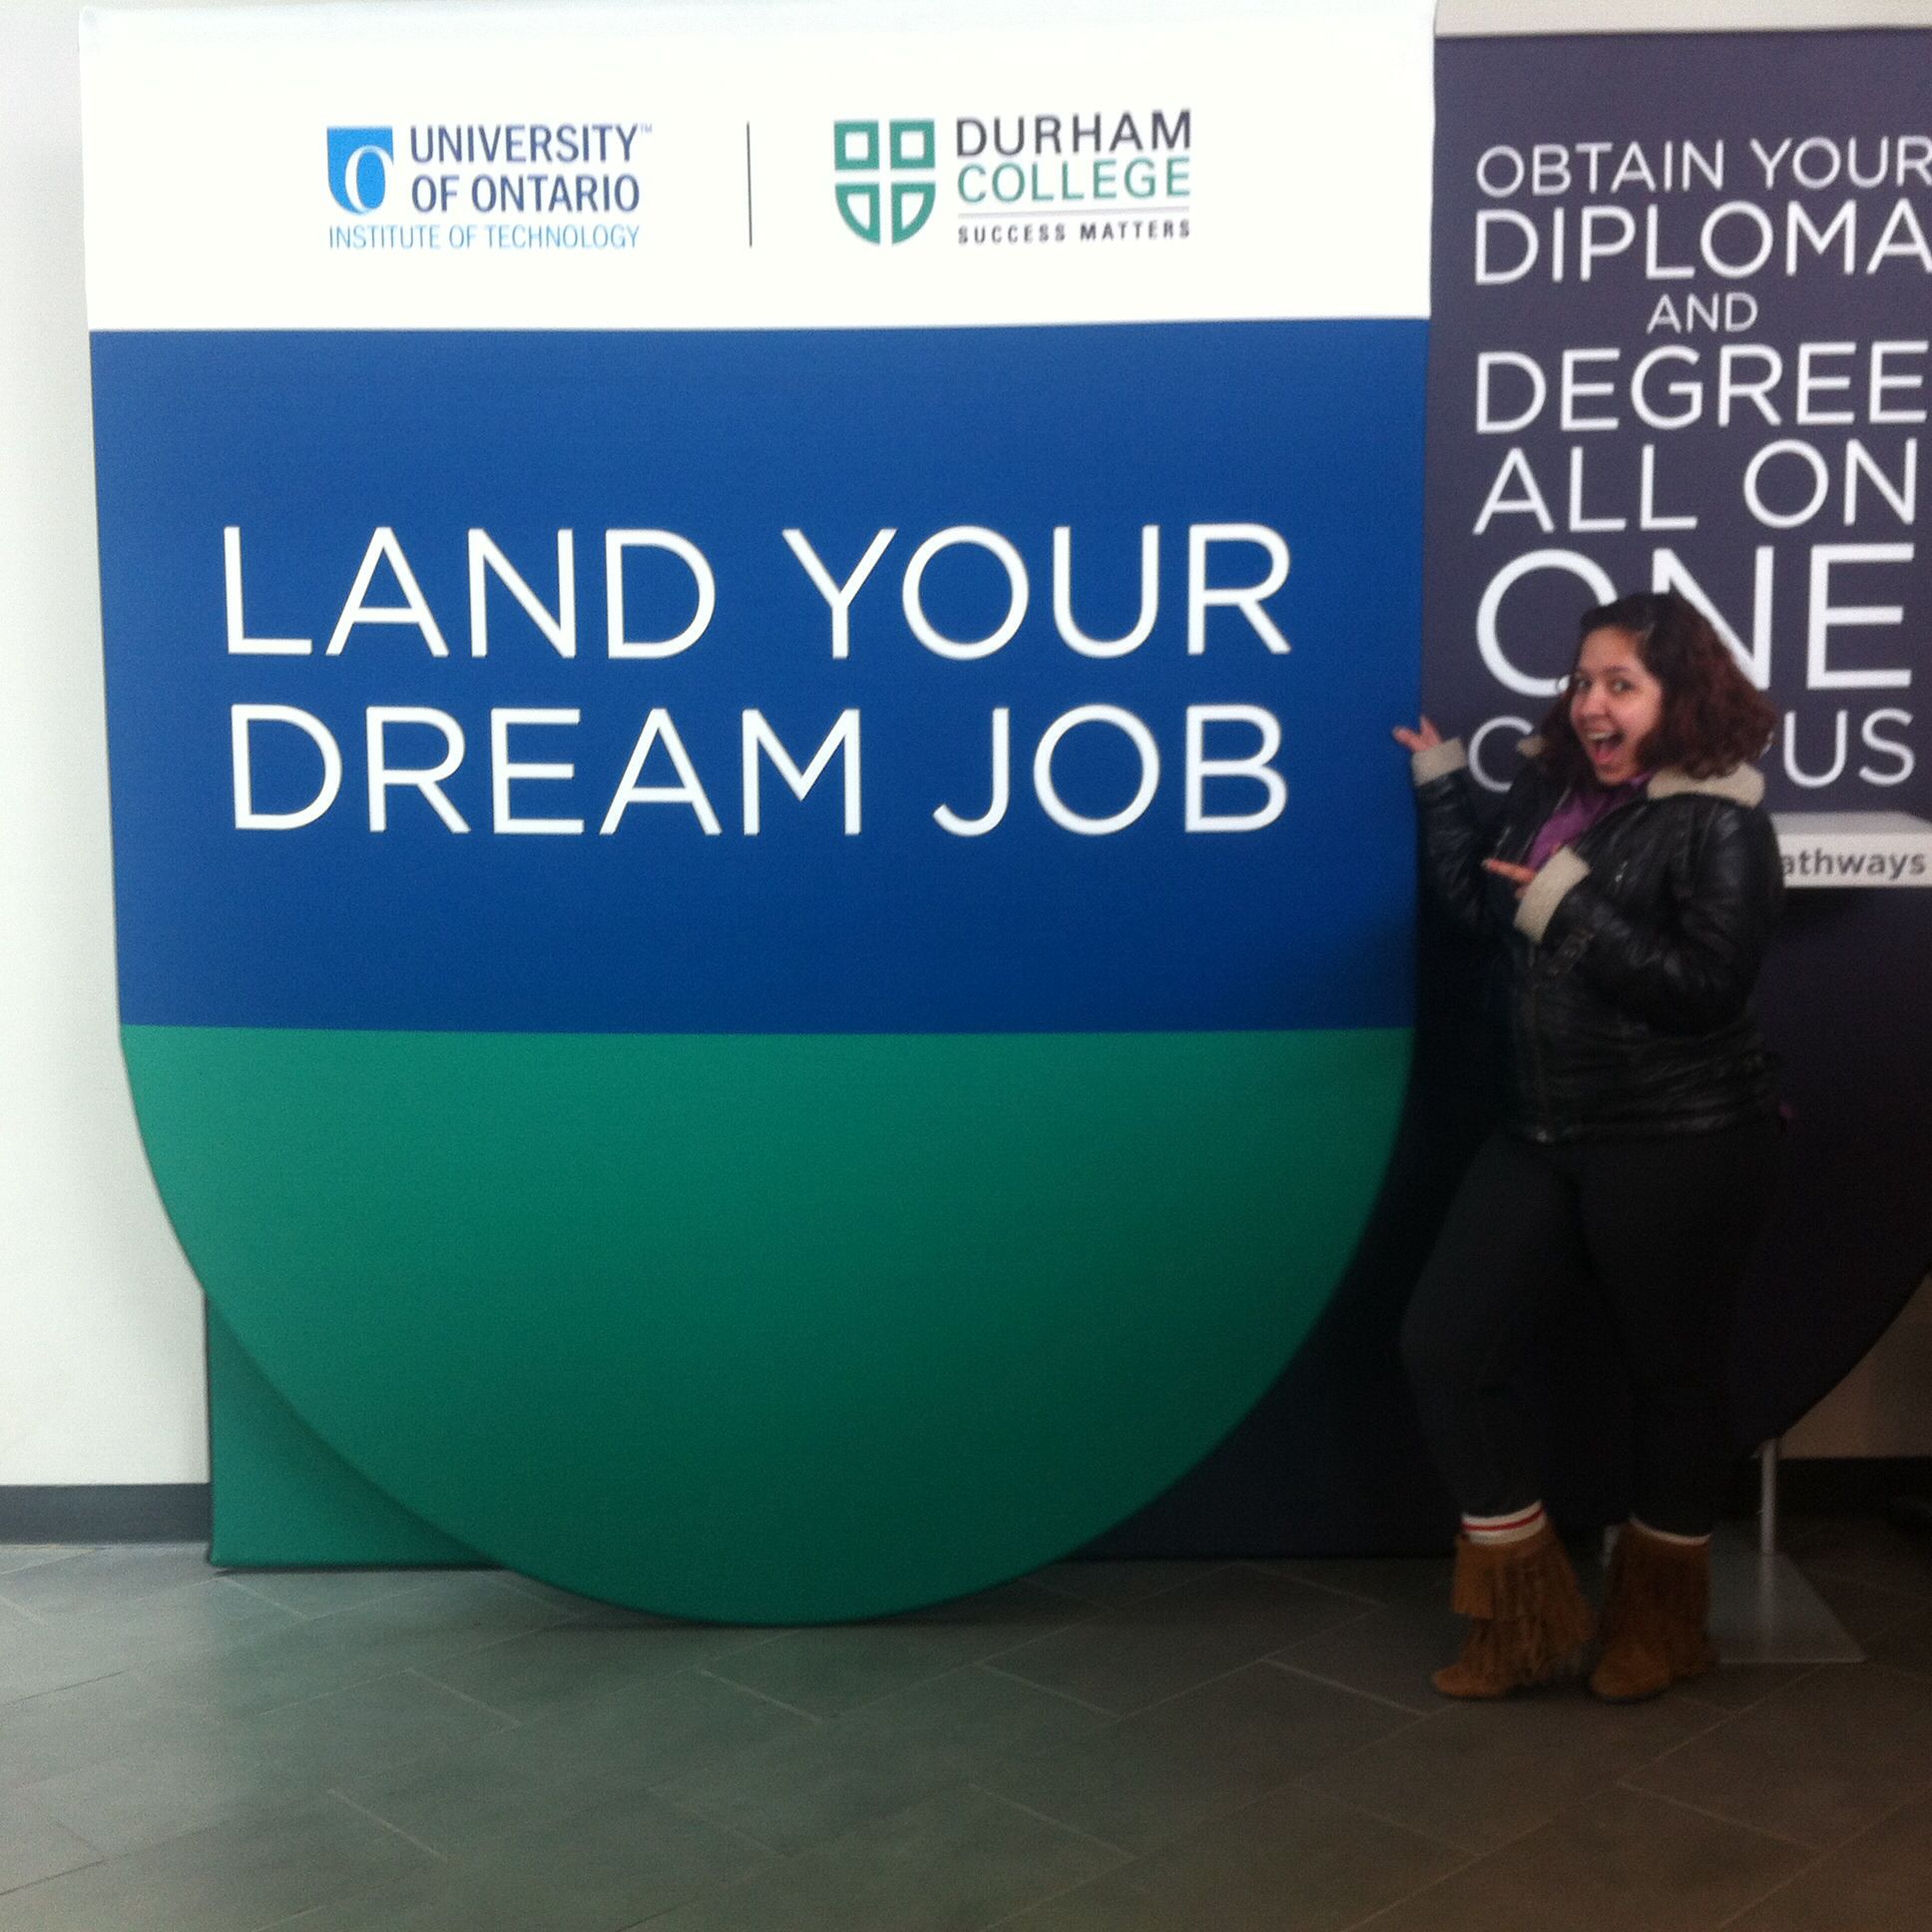 UNIVERSITY™
OF ONTARIO
INSTITUTE OF TECHNOLOGY
DURHAM
COLLEGE
SUCCESS MATTERS
LAND YOUR
DREAM JOB
OBTAIN YOUR
DIPLOMA
AND
DEGREE
ALL ON
ONE